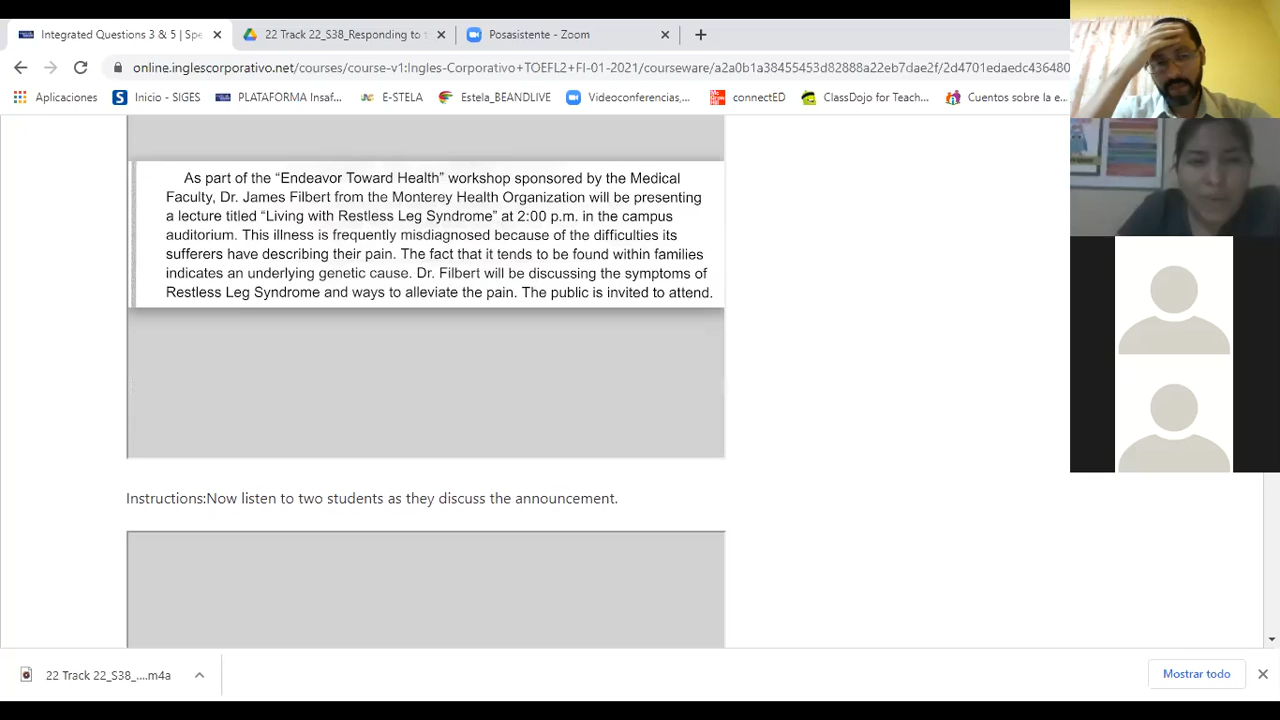 Integrated Questions 3 & 5 | Spe
22 Track 22_S38_Responding to
Posasistente - Zoom
online.inglescorporativo.net/courses/course-v1:Ingles-Corporativo+TOEFL2+FI-01-2021/courseware/a2a0b1a38455453d82888a22eb7dae2f/2d4701edaedc436480
Aplicaciones
Inicio - SIGES
PLATAFORMA Insaf...
E-STELA
Estela_BEANDLIVE
Videoconferencias,...
connectED
ClassDojo for Teach...
Cuentos sobre la e...
As part of the “Endeavor Toward Health” workshop sponsored by the Medical
Faculty, Dr. James Filbert from the Monterey Health Organization will be presenting
a lecture titled “Living with Restless Leg Syndrome” at 2:00 p.m. in the campus
auditorium. This illness is frequently misdiagnosed because of the difficulties its
sufferers have describing their pain. The fact that it tends to be found within families
indicates an underlying genetic cause. Dr. Filbert will be discussing the symptoms of
Restless Leg Syndrome and ways to alleviate the pain. The public is invited to attend.
Instructions:Now listen to two students as they discuss the announcement.
22 Track 22_S38_....m4a
Mostrar todo